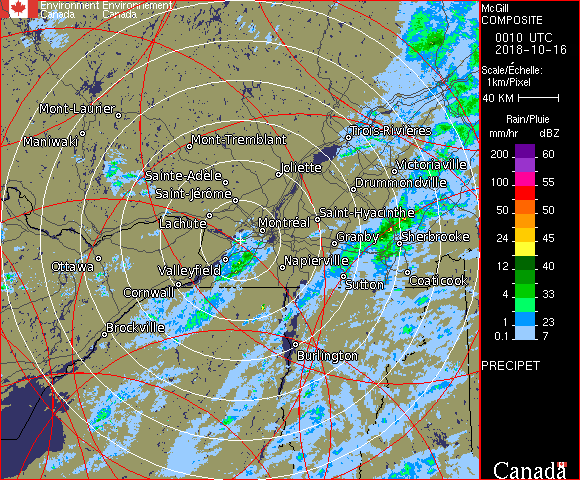 Environment Environnement
Canada Canada
McGill
COMPOSITE
0010 UTC
2018-10-16
Scale/Échelle:
1km/Pixel
40 KM
Rain/Pluie
mm/hr dBZ
200 60
150 57
100 55
50 50
24 45
12 40
4 33
1 23
0.1 7
PRECIPET
Canada
Mont-Laurier
Maniwaki
Mont-Tremblant
Trois-Rivières
Sainte-Adèle
Joliette
Victoriaville
Saint-Jérôme
Drummondville
Lachute
Montréal
Saint-Hyacinthe
Granby
Sherbrooke
Ottawa
Valleyfield
Napierville
Cornwall
Sutton
Coaticook
Brockville
Burlington